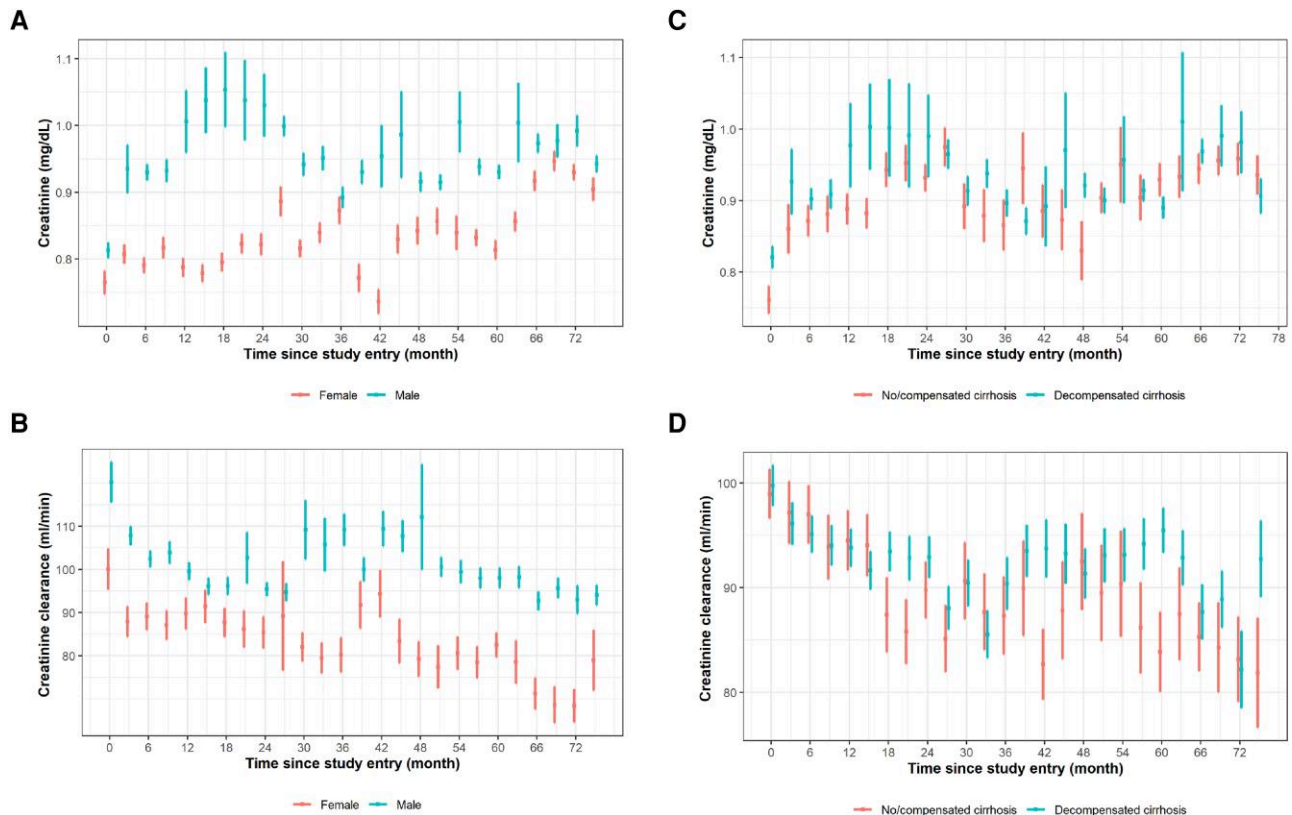 A
Creatinine (mg/dL)
1.1
1.0
0.9
0.8
0 6 12 18 24 30 36 42 48 54 60 66 72
Time since study entry (month)
Female Male
B
Creatinine clearance (ml/min)
110
100
90
80
0 6 12 18 24 30 36 42 48 54 60 66 72
Time since study entry (month)
Female Male
C
Creatinine (mg/dL)
1.1
1.0
0.9
0.8
0 6 12 18 24 30 36 42 48 54 60 66 72 78
Time since study entry (month)
No/compensated cirrhosis Decompensated cirrhosis
D
Creatinine clearance (ml/min)
100
90
80
0 6 12 18 24 30 36 42 48 54 60 66 72
Time since study entry (month)
No/compensated cirrhosis Decompensated cirrhosis